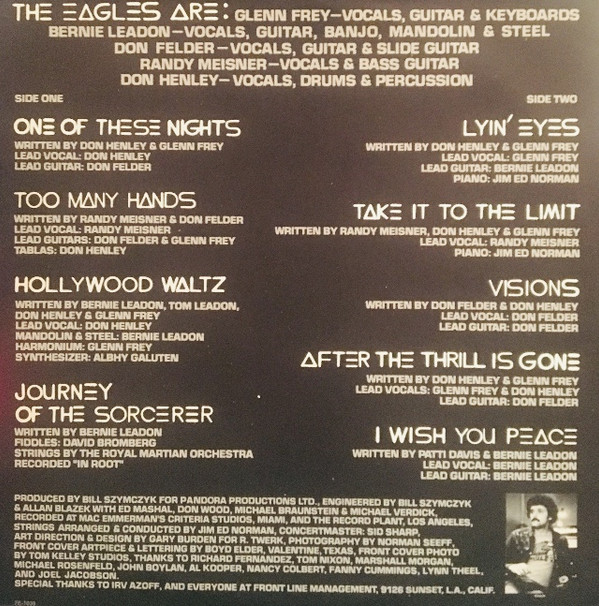 THE EAGLES ARE: GLENN FREY—VOCALS, GUITAR & KEYBOARDS
BERNIE LEADON—VOCALS, GUITAR, BANJO, MANDOLIN & STEEL
DON FELDER—VOCALS, GUITAR & SLIDE GUITAR
RANDY MEISNER—VOCALS & BASS GUITAR
DON HENLEY—VOCALS, DRUMS & PERCUSSION
SIDE ONE
ONE OF THESE NIGHTS
WRITTEN BY DON HENLEY & GLENN FREY
LEAD VOCAL: DON HENLEY
LEAD GUITAR: DON FELDER
TOO MANY HANDS
WRITTEN BY RANDY MEISNER & DON FELDER
LEAD VOCAL: RANDY MEISNER
LEAD GUITARS: DON FELDER & GLENN FREY
TABLAS: DON HENLEY
HOLLYWOOD WALTZ
WRITTEN BY BERNIE LEADON, TOM LEADON,
DON HENLEY & GLENN FREY
LEAD VOCAL: DON HENLEY
MANDOLIN & STEEL: BERNIE LEADON
HARMONIUM: GLENN FREY
SYNTHESIZER: ALBHY GALUTEN
JOURNEY
OF THE SORCERER
WRITTEN BY BERNIE LEADON
FIDDLES: DAVID BROMBERG
STRINGS BY THE ROYAL MARTIAN ORCHESTRA
RECORDED "IN ROOT"
SIDE TWO
LYIN' EYES
WRITTEN BY DON HENLEY & GLENN FREY
LEAD VOCAL: GLENN FREY
LEAD GUITAR: BERNIE LEADON
PIANO: JIM ED NORMAN
TAKE IT TO THE LIMIT
WRITTEN BY RANDY MEISNER, DON HENLEY & GLENN FREY
LEAD VOCAL: RANDY MEISNER
PIANO: JIM ED NORMAN
VISIONS
WRITTEN BY DON FELDER & DON HENLEY
LEAD VOCAL: DON FELDER
LEAD GUITAR: DON FELDER
AFTER THE THRILL IS GONE
WRITTEN BY DON HENLEY & GLENN FREY
LEAD VOCALS: GLENN FREY & DON HENLEY
LEAD GUITAR: DON FELDER
I WISH YOU PEACE
WRITTEN BY PATTI DAVIS & BERNIE LEADON
LEAD VOCAL: BERNIE LEADON
LEAD GUITAR: BERNIE LEADON
PRODUCED BY BILL SZYMCZYK FOR PANDORA PRODUCTIONS LTD., ENGINEERED BY BILL SZYMCZYK
& ALLAN BLAZEK WITH ED MASHAL, DON WOOD, MICHAEL BRAUNSTEIN & MICHAEL VERDICK,
RECORDED AT MAC EMMERMAN'S CRITERIA STUDIOS, MIAMI, AND THE RECORD PLANT, LOS ANGELES,
STRINGS ARRANGED & CONDUCTED BY JIM ED NORMAN, CONCERTMASTER: SID SHARP,
ART DIRECTION & DESIGN BY GARY BURDEN FOR R. TWERK, PHOTOGRAPHY BY NORMAN SEEFF,
FRONT COVER ARTPIECE & LETTERING BY BOYD ELDER, VALENTINE, TEXAS, FRONT COVER PHOTO
BY TOM KELLEY STUDIOS, THANKS TO RICHARD FERNANDEZ, TOM NIXON, MARSHALL MORGAN,
MICHAEL ROSENFELD, JOHN BOYLAN, AL KOOPER, NANCY COLBERT, FANNY CUMMINGS, LYNN THEEL,
AND JOEL JACOBSON.
SPECIAL THANKS TO IRV AZOFF, AND EVERYONE AT FRONT LINE MANAGEMENT, 9126 SUNSET, L.A., CALIF.
7E-1039